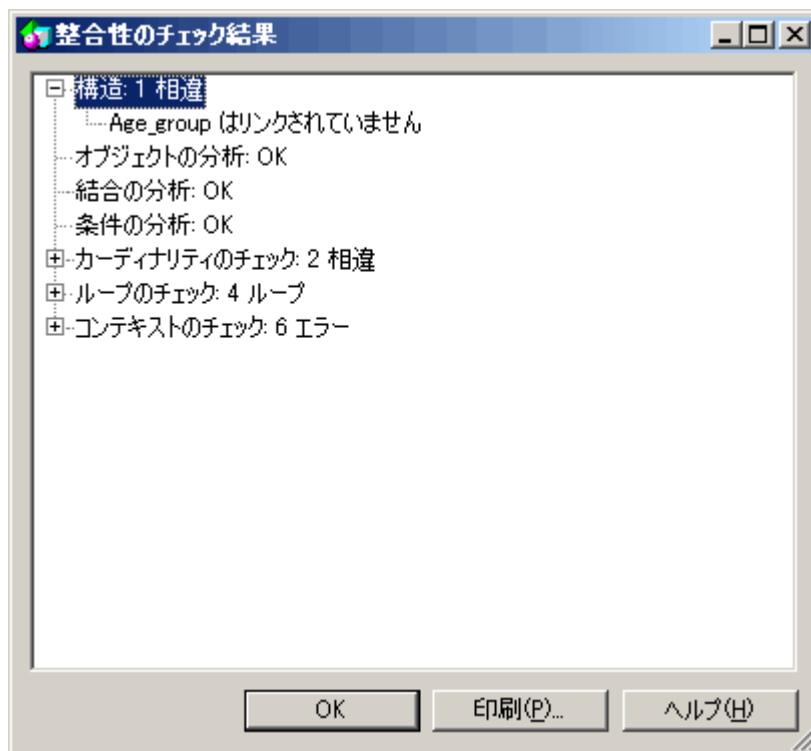 整合性のチェック結果
構造: 1 相違
Age_group はリンクされていません
オブジェクトの分析: OK
結合の分析: OK
条件の分析: OK
カーディナリティのチェック: 2 相違
ループのチェック: 4 ループ
コンテキストのチェック: 6 エラー
OK 印刷(P)... ヘルプ(H)